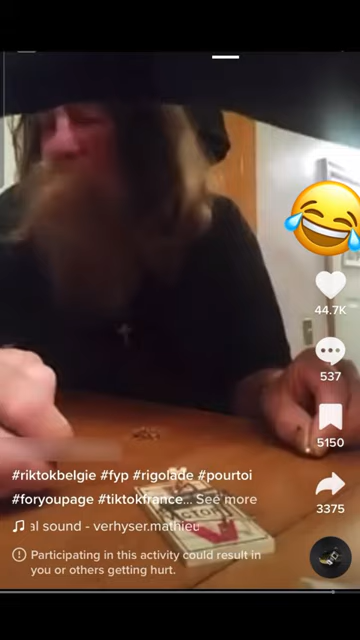 44.7K
537
5150
3375
#riktokbelgie #fyp #rigolade #pourtoi
#foryoupage #tiktokfrance... See more
al sound - verhyser.mathieu
Participating in this activity could result in
you or others getting hurt.
VICTOR